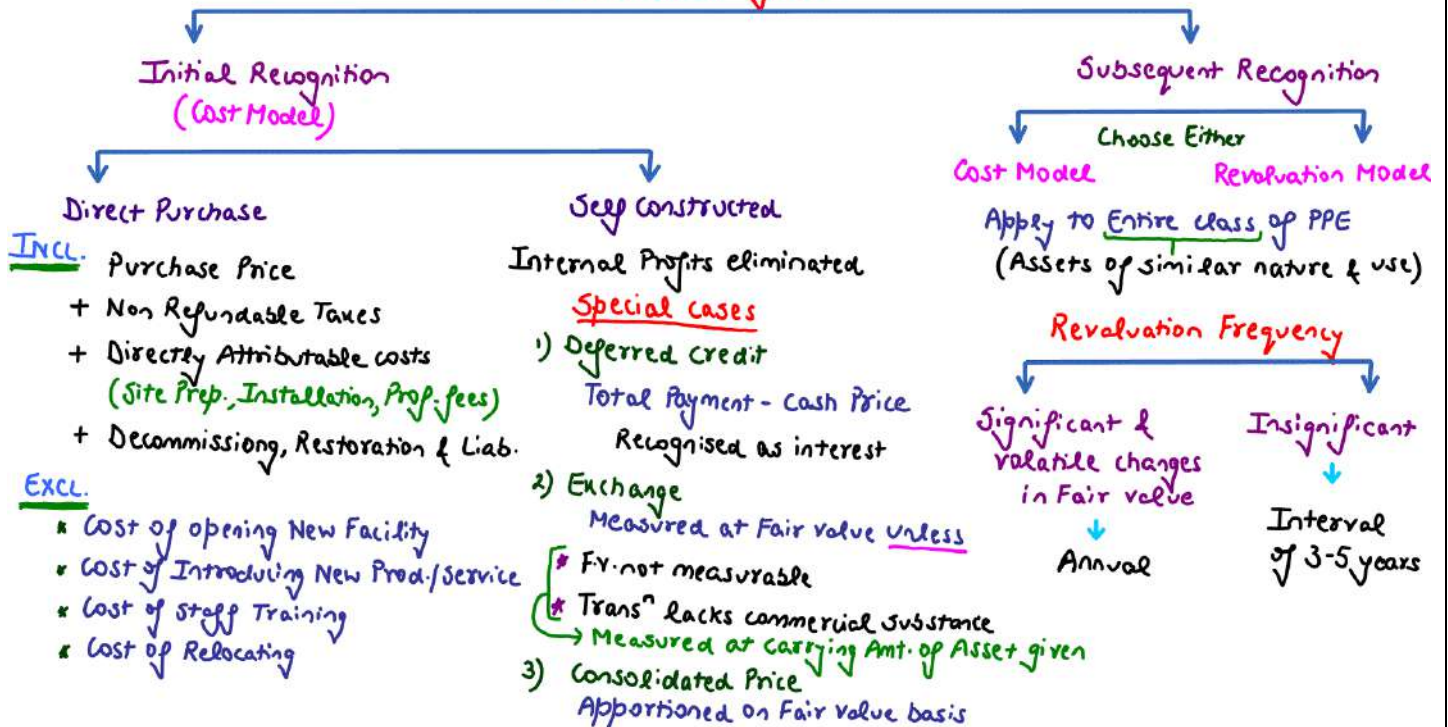 Initial Recognition
(Cost Model)
Direct Purchase
INCL.
Purchase Price
+ Non Refundable Taxes
+ Directly Attributable costs
(Site Prep., Installation, Prof. fees)
+ Decommissiong, Restoration & Liab.
EXCL.
* Cost of opening New Facility
* Cost of Introducing New Prod./Service
* Cost of Staff Training
* Cost of Relocating
Self Constructed
Internal Profits eliminated
Special Cases
1) Deferred Credit
Total Payment - Cash Price
Recognised as interest
2) Exchange
Measured at Fair value unless
* F.V. not measurable
* Transⁿ lacks commercial substance
→ Measured at Carrying Amt. of Asset given
3) Consolidated Price
Apportioned on Fair value basis
Subsequent Recognition
Choose Either
Cost Model Revaluation Model
Apply to Entire class of PPE
(Assets of similar nature & use)
Revaluation Frequency
Significant &
volatile changes
in Fair value
Annual
Insignificant
Interval
of 3-5 years